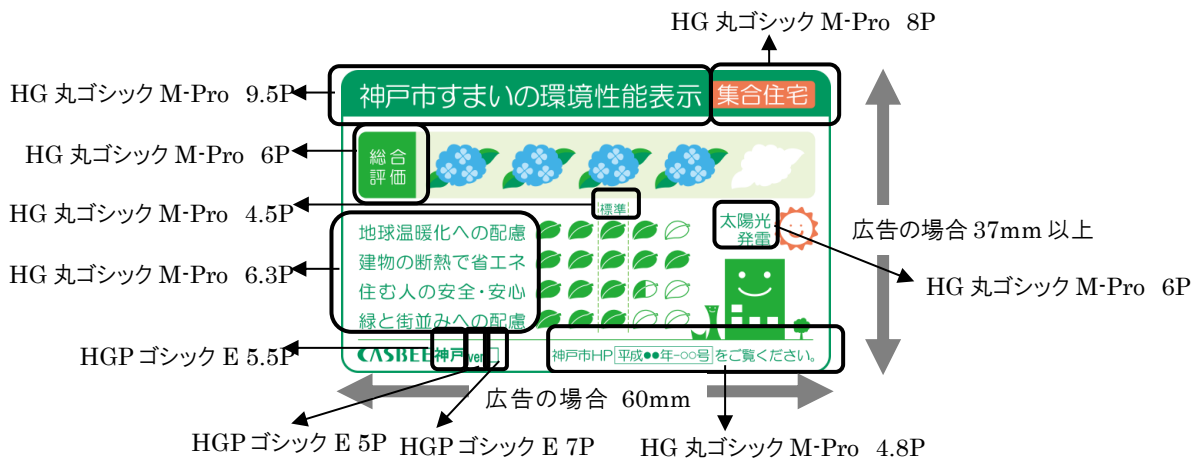 HG 丸ゴシック M-Pro 8P
HG 丸ゴシック M-Pro 9.5P
神戸市すまいの環境性能表示 集合住宅
HG 丸ゴシック M-Pro 6P
総合
評価
HG 丸ゴシック M-Pro 4.5P
標準
太陽光
発電
広告の場合 37mm 以上
地球温暖化への配慮
建物の断熱で省エネ
HG 丸ゴシック M-Pro 6.3P
HG 丸ゴシック M-Pro 6P
住む人の安全・安心
緑と街並みへの配慮
HGP ゴシック E 5.5P
CASBEE神戸 ver
神戸市HP 平成●●年-○○号 をご覧ください。
広告の場合 60mm
HGP ゴシック E 5P
HGP ゴシック E 7P
HG 丸ゴシック M-Pro 4.8P